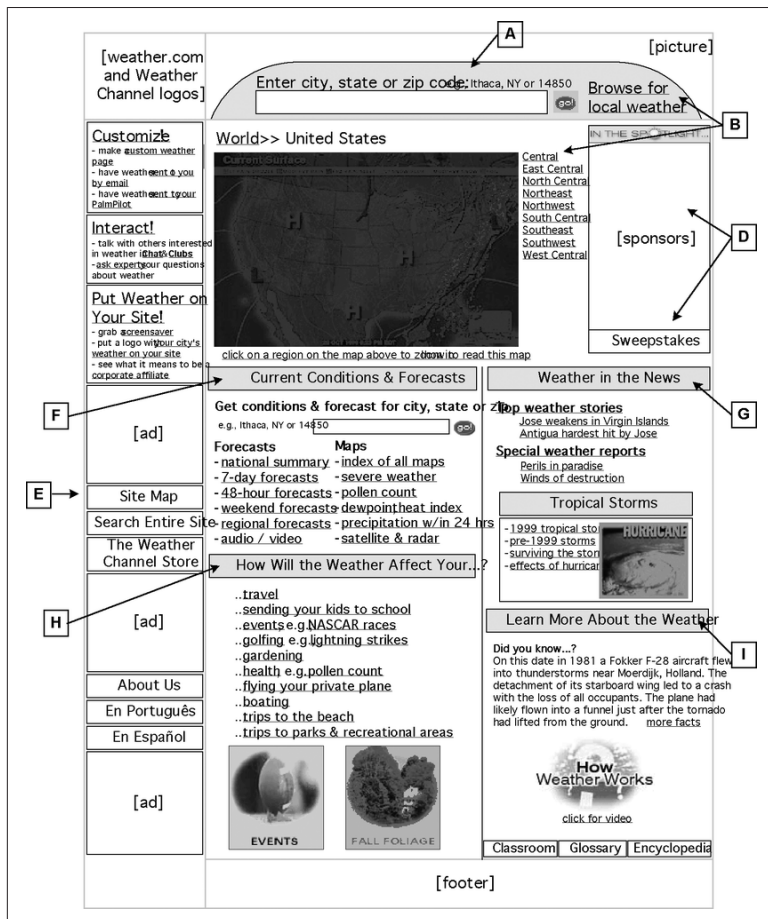 A
[weather.com
and Weather
Channel logos]
[picture]
Enter city, state or zip code:
e.g., Ithaca, NY or 14850
go!
Browse for
local weather
B
Customize!
- make a custom weather
page
- have weather sent to you
by email
- have weather sent to your
PalmPilot
Interact!
- talk with others interested
in weather in Chat & Clubs
- ask experts your questions
about weather
Put Weather on
Your Site!
- grab a screensaver
- put a logo with your city's
weather on your site
- see what it means to be a
corporate affiliate
World>> United States
Current Surface
H
H
L
H
click on a region on the map above to zoom in
how to read this map
Central
East Central
North Central
Northeast
Northwest
South Central
Southeast
Southwest
West Central
IN THE SPOTLIGHT...
[sponsors]
D
Sweepstakes
F
Current Conditions & Forecasts
Get conditions & forecast for city, state or zip
e.g., Ithaca, NY or 14850
go!
Forecasts
- national summary
- 7-day forecasts
- 48-hour forecasts
- weekend forecasts
- regional forecasts
- audio / video
Maps
- index of all maps
- severe weather
- pollen count
- dewpoint heat index
- precipitation w/in 24 hrs
- satellite & radar
Weather in the News
G
Top weather stories
Jose weakens in Virgin Islands
Antigua hardest hit by Jose
Special weather reports
Perils in paradise
Winds of destruction
Tropical Storms
- 1999 tropical sto
- pre-1999 storms
- surviving the stor
- effects of hurrica
HURRICANE
[ad]
E
Site Map
Search Entire Site
The Weather
Channel Store
[ad]
About Us
En Português
En Español
[ad]
H
How Will the Weather Affect Your...?
..travel
..sending your kids to school
..events e.g. NASCAR races
..golfing e.g. lightning strikes
..gardening
..health e.g. pollen count
..flying your private plane
..boating
..trips to the beach
..trips to parks & recreational areas
EVENTS
FALL FOLIAGE
Learn More About the Weather
I
Did you know...?
On this date in 1981 a Fokker F-28 aircraft flew
into thunderstorms near Moerdijk, Holland. The
detachment of its starboard wing led to a crash
with the loss of all occupants. The plane had
likely flown into a funnel just after the tornado
had lifted from the ground. more facts
How
Weather Works
click for video
Classroom
Glossary
Encyclopedia
[footer]